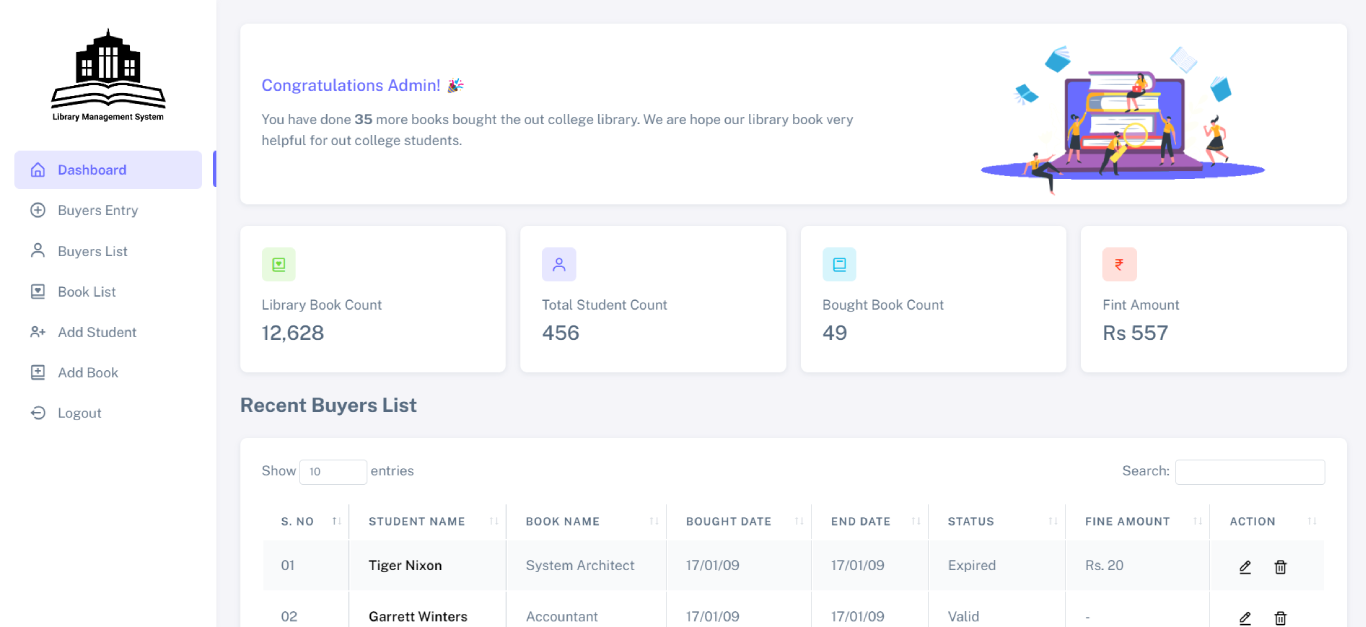 Library Management System
Dashboard
Buyers Entry
Buyers List
Book List
Add Student
Add Book
Logout
Congratulations Admin! 🎉
You have done 35 more books bought the out college library. We are hope our library book very
helpful for out college students.
Library Book Count
12,628
Total Student Count
456
Bought Book Count
49
₹
Fint Amount
Rs 557
Recent Buyers List
Show 10 entries
Search:
S. NO STUDENT NAME BOOK NAME BOUGHT DATE END DATE STATUS FINE AMOUNT ACTION
01 Tiger Nixon System Architect 17/01/09 17/01/09 Expired Rs. 20
02 Garrett Winters Accountant 17/01/09 17/01/09 Valid -